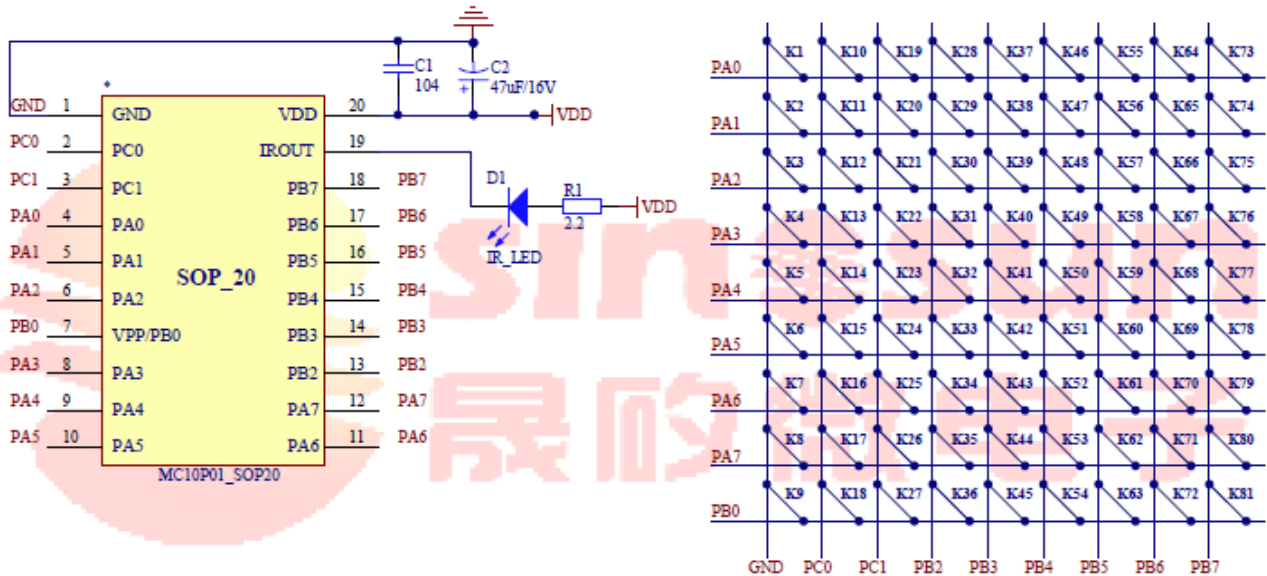 C1
104
C2
47uF/16V
VDD
*
GND 1 GND VDD 20
PC0 2 PC0 IROUT 19
PC1 3 PC1 PB7 18 PB7
PA0 4 PA0 PB6 17 PB6
PA1 5 PA1 PB5 16 PB5
PA2 6 PA2 PB4 15 PB4
PB0 7 VPP/PB0 PB3 14 PB3
PA3 8 PA3 PB2 13 PB2
PA4 9 PA4 PA7 12 PA7
PA5 10 PA5 PA6 11 PA6
SOP_20
MC10P01_SOP20
D1
IR_LED
R1
2.2
VDD
PA0 K1 K10 K19 K28 K37 K46 K55 K64 K73
PA1 K2 K11 K20 K29 K38 K47 K56 K65 K74
PA2 K3 K12 K21 K30 K39 K48 K57 K66 K75
PA3 K4 K13 K22 K31 K40 K49 K58 K67 K76
PA4 K5 K14 K23 K32 K41 K50 K59 K68 K77
PA5 K6 K15 K24 K33 K42 K51 K60 K69 K78
PA6 K7 K16 K25 K34 K43 K52 K61 K70 K79
PA7 K8 K17 K26 K35 K44 K53 K62 K71 K80
PB0 K9 K18 K27 K36 K45 K54 K63 K72 K81
GND PC0 PC1 PB2 PB3 PB4 PB5 PB6 PB7
sinosun
晟矽微电子